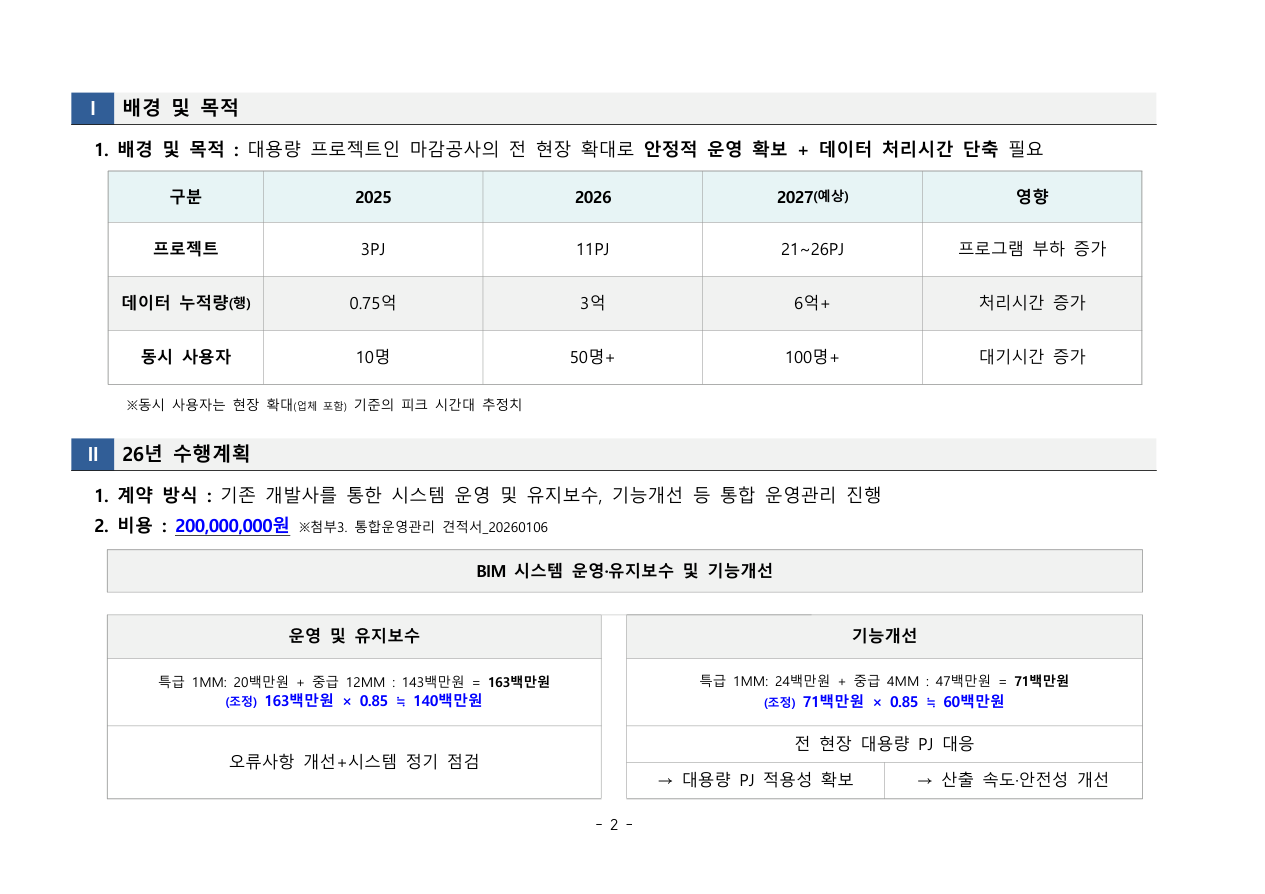 I 배경 및 목적
1. 배경 및 목적 : 대용량 프로젝트인 마감공사의 전 현장 확대로 안정적 운영 확보 + 데이터 처리시간 단축 필요
구분 2025 2026 2027(예상) 영향
프로젝트 3PJ 11PJ 21~26PJ 프로그램 부하 증가
데이터 누적량(행) 0.75억 3억 6억+ 처리시간 증가
동시 사용자 10명 50명+ 100명+ 대기시간 증가
※동시 사용자는 현장 확대(업체 포함) 기준의 피크 시간대 추정치
II 26년 수행계획
1. 계약 방식 : 기존 개발사를 통한 시스템 운영 및 유지보수, 기능개선 등 통합 운영관리 진행
2. 비용 : 200,000,000원 ※첨부3. 통합운영관리 견적서_20260106
BIM 시스템 운영·유지보수 및 기능개선
운영 및 유지보수
특급 1MM: 20백만원 + 중급 12MM : 143백만원 = 163백만원
(조정) 163백만원 × 0.85 ≒ 140백만원
오류사항 개선+시스템 정기 점검
기능개선
특급 1MM: 24백만원 + 중급 4MM : 47백만원 = 71백만원
(조정) 71백만원 × 0.85 ≒ 60백만원
전 현장 대용량 PJ 대응
→ 대용량 PJ 적용성 확보 → 산출 속도·안전성 개선
- 2 -